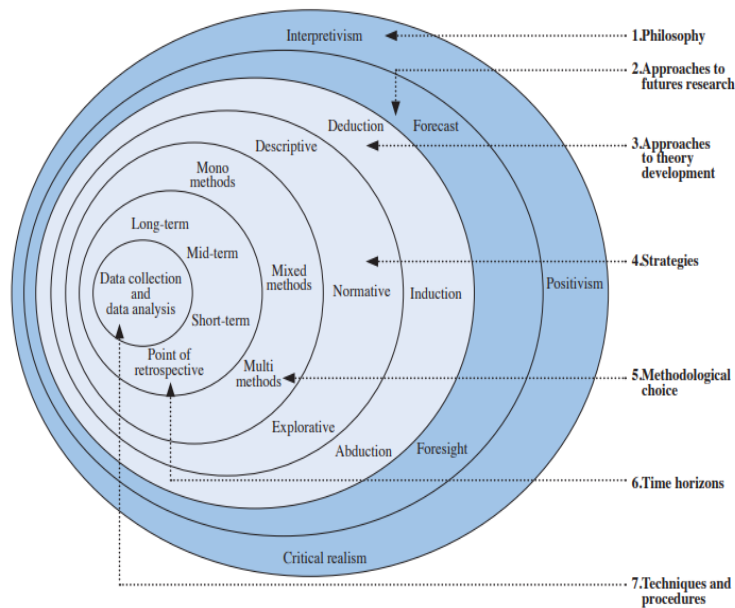 Interpretivism
1.Philosophy
2.Approaches to
futures research
Deduction
Forecast
3.Approaches
to theory
development
Descriptive
Mono
methods
Long-term
Mid-term
4.Strategies
Data collection
and
data analysis
Mixed
methods
Normative
Induction
Positivism
Short-term
Point of
retrospective
Multi
methods
5.Methodological
choice
Explorative
Abduction
Foresight
6.Time horizons
Critical realism
7.Techniques and
procedures